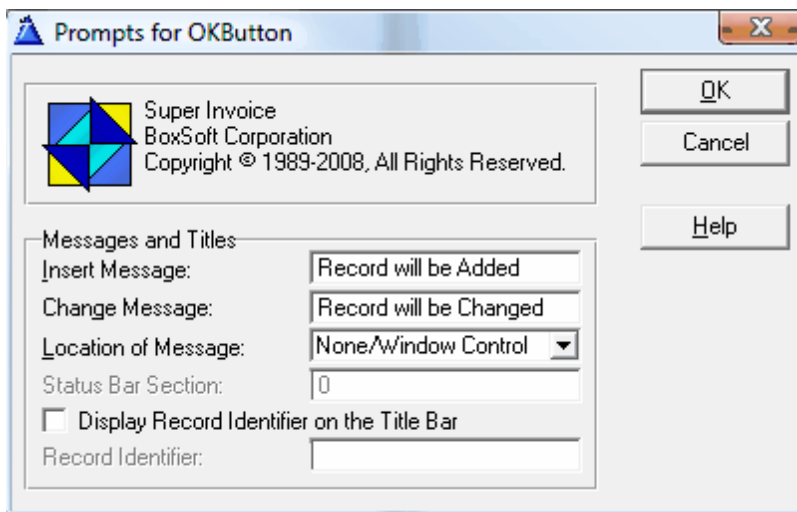 Prompts for OKButton
Super Invoice
BoxSoft Corporation
Copyright © 1989-2008, All Rights Reserved.
OK
Cancel
Help
Messages and Titles
Insert Message: Record will be Added
Change Message: Record will be Changed
Location of Message: None/Window Control
Status Bar Section: 0
Display Record Identifier on the Title Bar
Record Identifier: